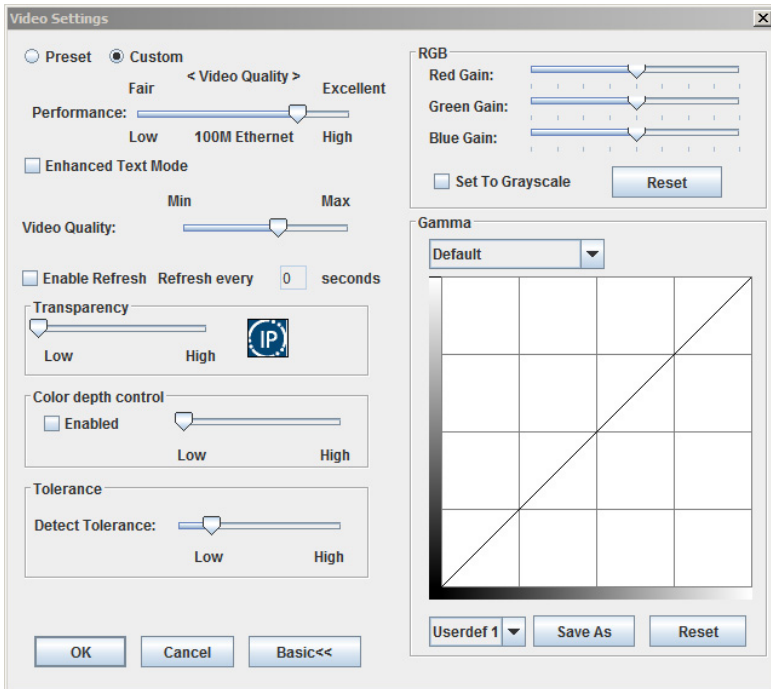 Video Settings
Preset Custom
< Video Quality >
Fair Excellent
Performance:
Low 100M Ethernet High
Enhanced Text Mode
Min Max
Video Quality:
Enable Refresh Refresh every 0 seconds
Transparency
Low High
IP
Color depth control
Enabled
Low High
Tolerance
Detect Tolerance:
Low High
OK Cancel Basic<<
RGB
Red Gain:
Green Gain:
Blue Gain:
Set To Grayscale Reset
Gamma
Default
Userdef 1 Save As Reset